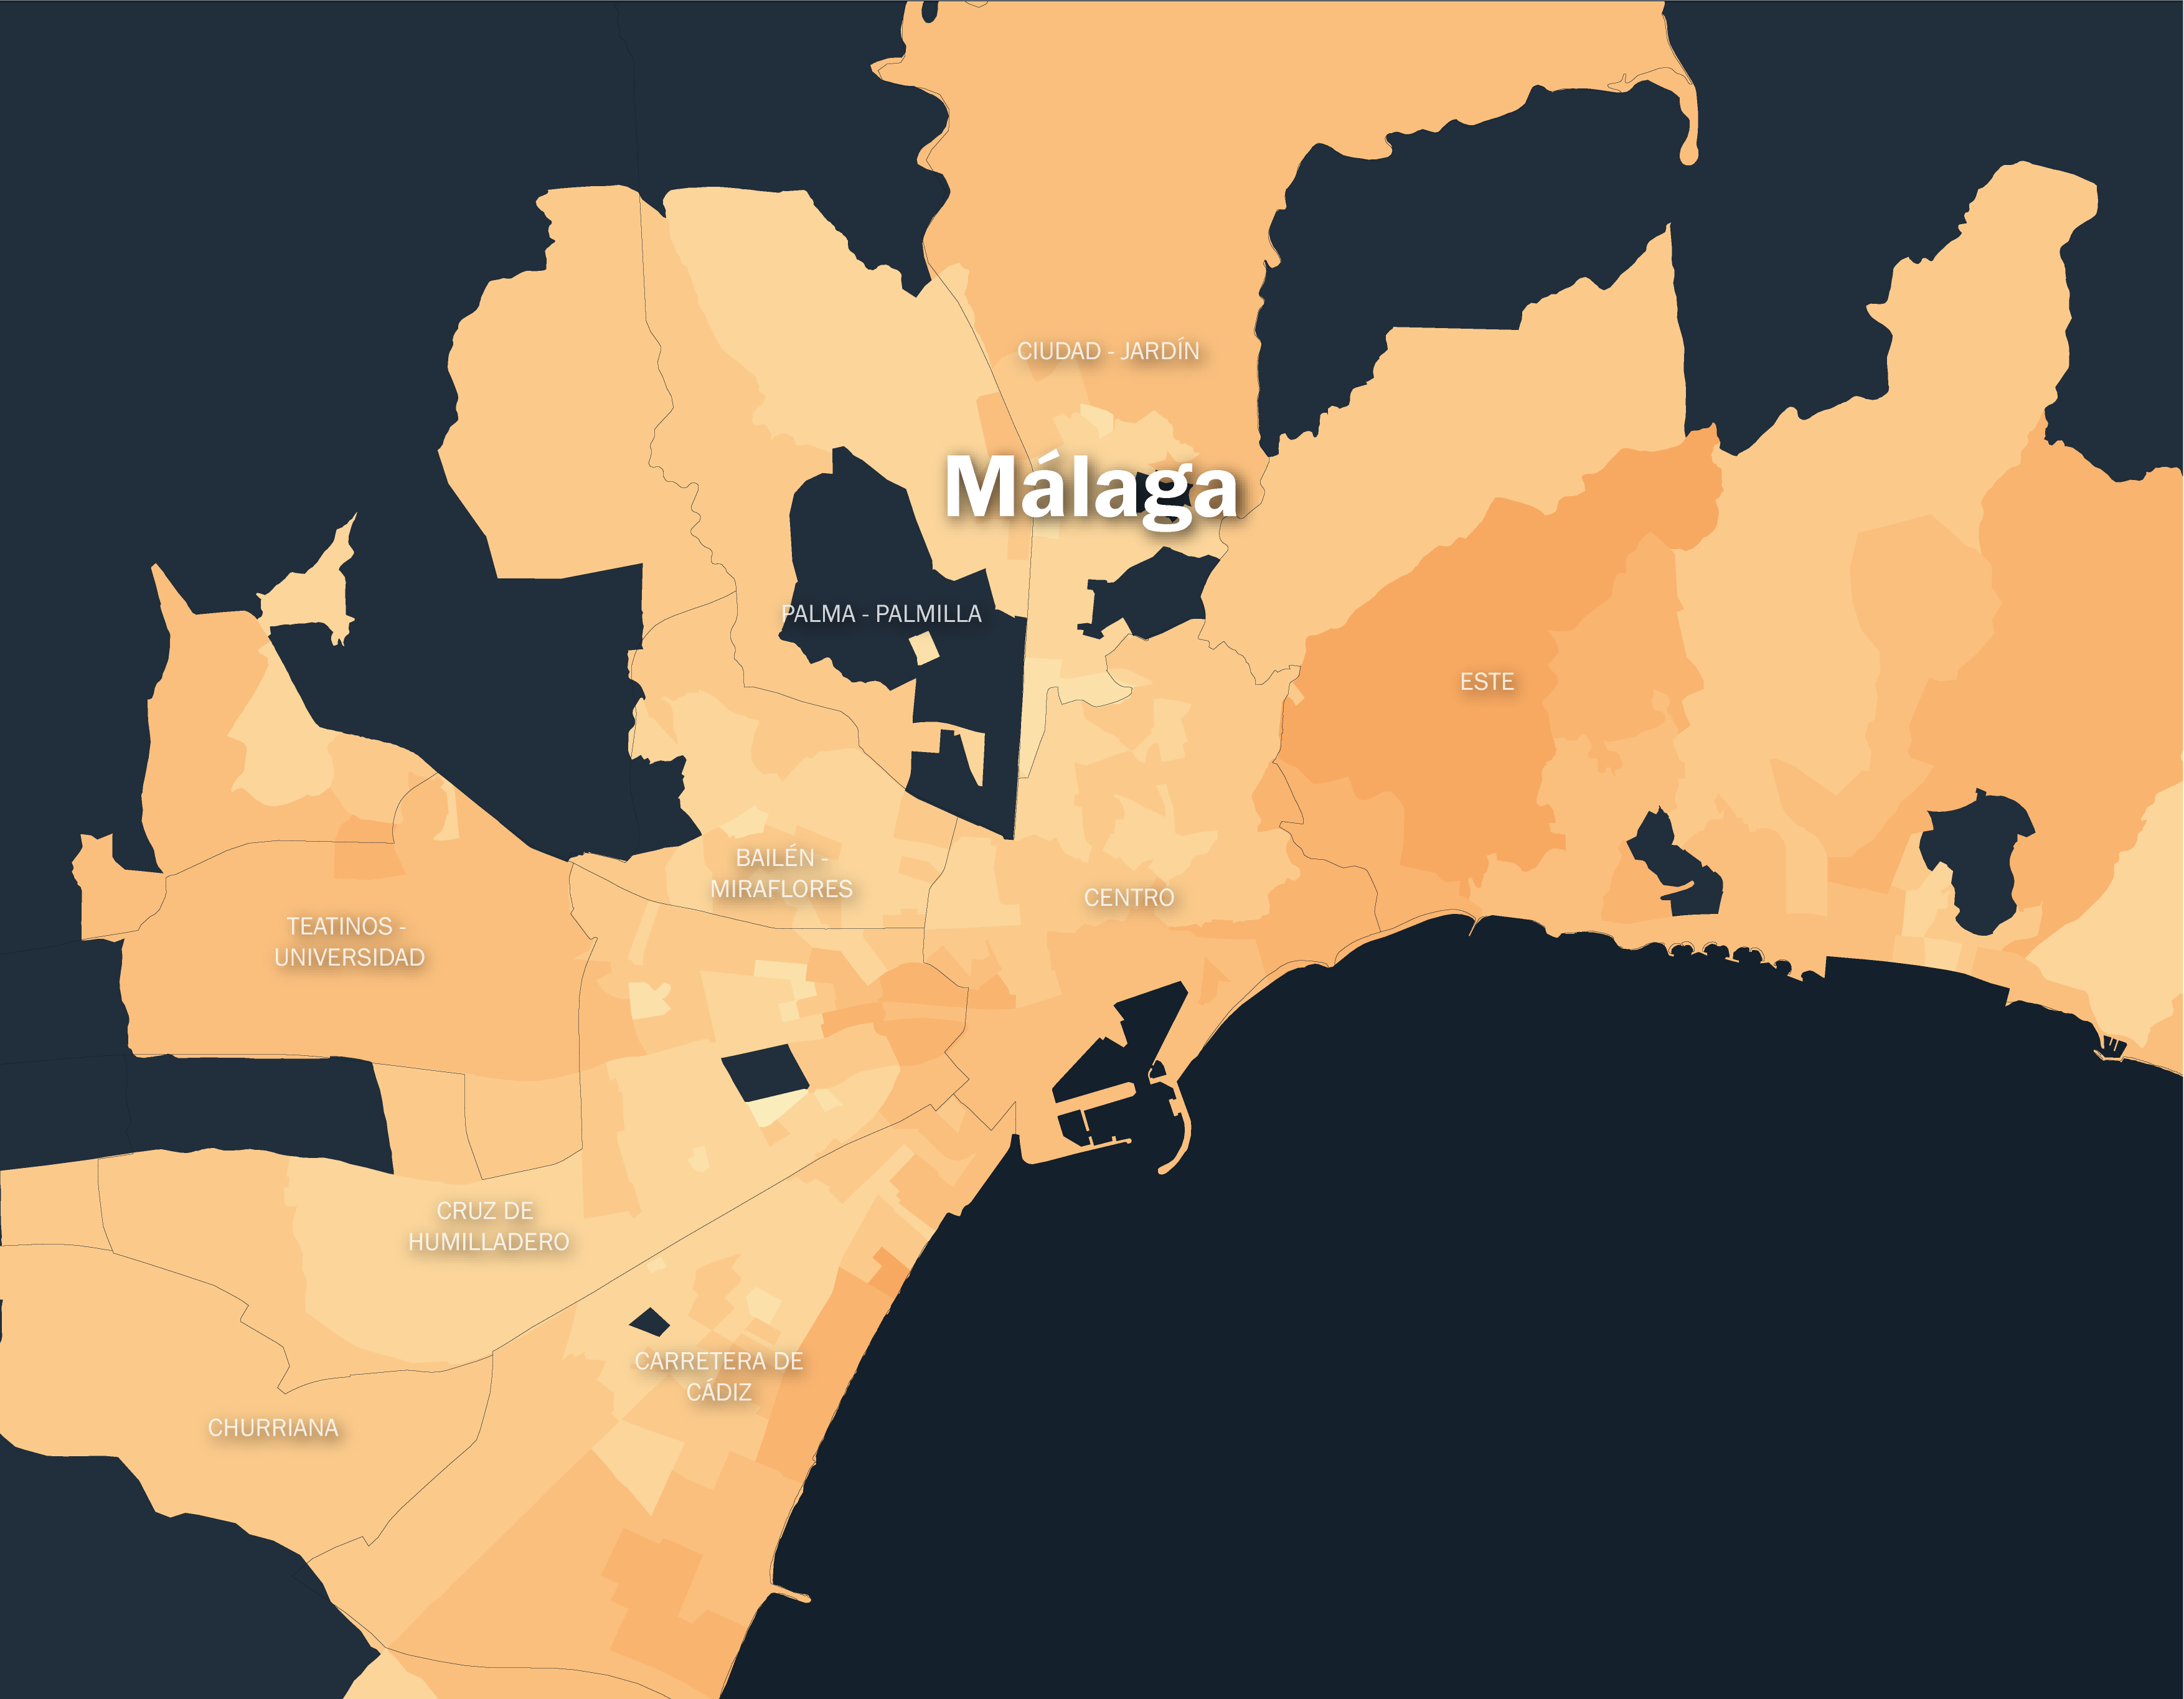 CIUDAD - JARDÍN
Málaga
PALMA - PALMILLA
ESTE
BAILÉN -
MIRAFLORES
CENTRO
TEATINOS -
UNIVERSIDAD
CRUZ DE
HUMILLADERO
CARRETERA DE
CÁDIZ
CHURRIANA